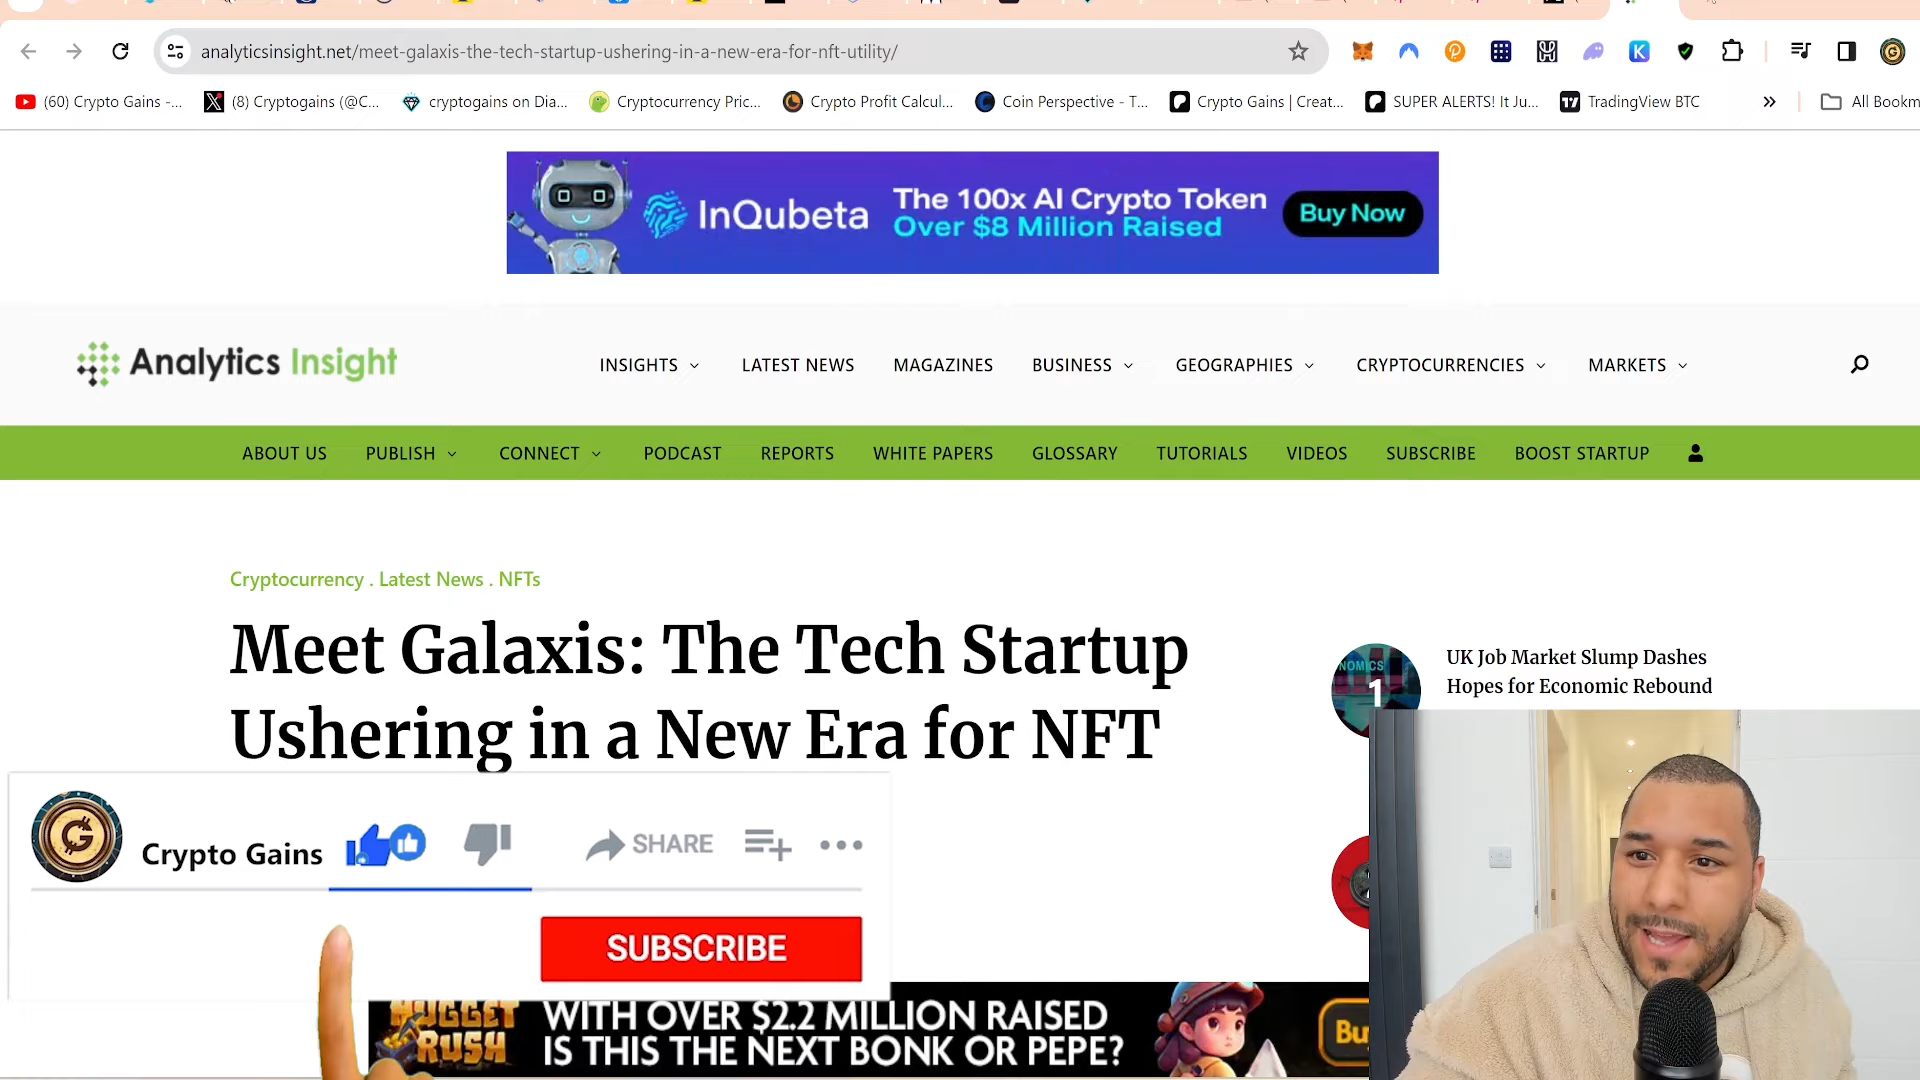 analyticsinsight.net/meet-galaxis-the-tech-startup-ushering-in-a-new-era-for-nft-utility/
(60) Crypto Gains -...
(8) Cryptogains (@C...
cryptogains on Dia...
Cryptocurrency Pric...
Crypto Profit Calcul...
Coin Perspective - T...
Crypto Gains | Creat...
SUPER ALERTS! It Ju...
TradingView BTC
All Bookm
InQubeta
The 100x AI Crypto Token
Over $8 Million Raised
Buy Now
Analytics Insight
INSIGHTS
LATEST NEWS
MAGAZINES
BUSINESS
GEOGRAPHIES
CRYPTOCURRENCIES
MARKETS
ABOUT US
PUBLISH
CONNECT
PODCAST
REPORTS
WHITE PAPERS
GLOSSARY
TUTORIALS
VIDEOS
SUBSCRIBE
BOOST STARTUP
Cryptocurrency . Latest News . NFTs
Meet Galaxis: The Tech Startup
Ushering in a New Era for NFT
NOMICS
1
UK Job Market Slump Dashes
Hopes for Economic Rebound
Crypto Gains
SHARE
SUBSCRIBE
NUGGET
RUSH
WITH OVER $2.2 MILLION RAISED
IS THIS THE NEXT BONK OR PEPE?
Bu